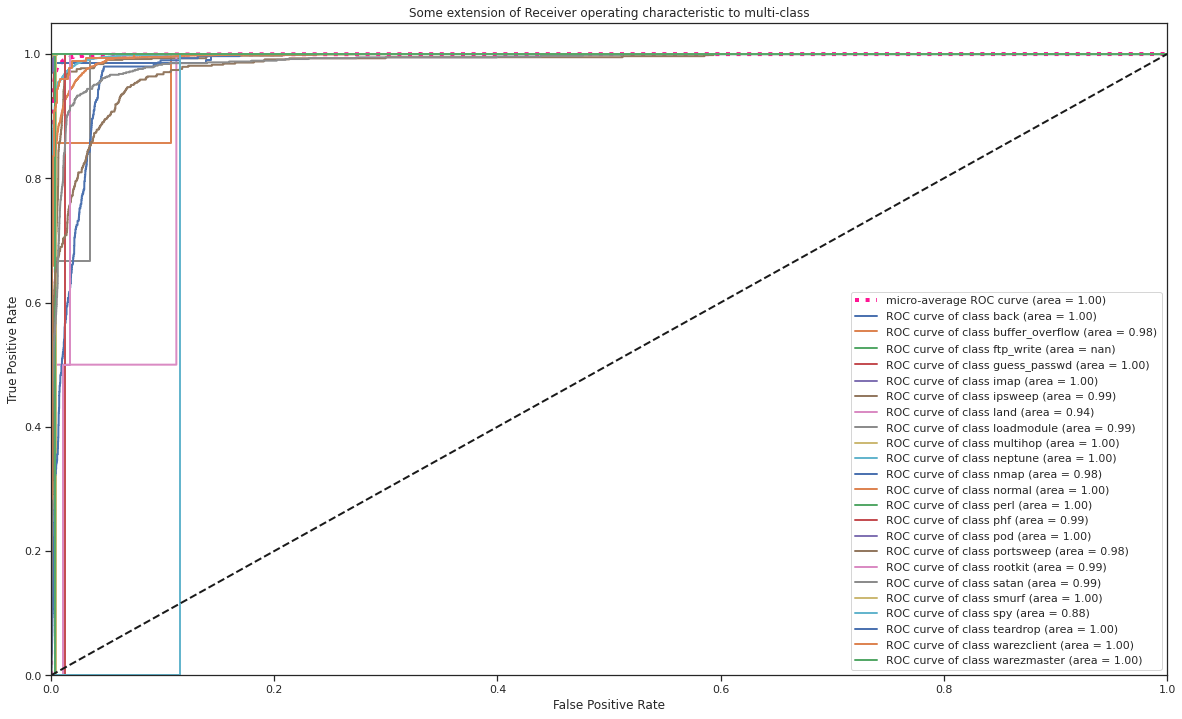 Some extension of Receiver operating characteristic to multi-class
True Positive Rate
1.0
0.8
0.6
0.4
0.2
0.0
micro-average ROC curve (area = 1.00)
ROC curve of class back (area = 1.00)
ROC curve of class buffer_overflow (area = 0.98)
ROC curve of class ftp_write (area = nan)
ROC curve of class guess_passwd (area = 1.00)
ROC curve of class imap (area = 1.00)
ROC curve of class ipsweep (area = 0.99)
ROC curve of class land (area = 0.94)
ROC curve of class loadmodule (area = 0.99)
ROC curve of class multihop (area = 1.00)
ROC curve of class neptune (area = 1.00)
ROC curve of class nmap (area = 0.98)
ROC curve of class normal (area = 1.00)
ROC curve of class perl (area = 1.00)
ROC curve of class phf (area = 0.99)
ROC curve of class pod (area = 1.00)
ROC curve of class portsweep (area = 0.98)
ROC curve of class rootkit (area = 0.99)
ROC curve of class satan (area = 0.99)
ROC curve of class smurf (area = 1.00)
ROC curve of class spy (area = 0.88)
ROC curve of class teardrop (area = 1.00)
ROC curve of class warezclient (area = 1.00)
ROC curve of class warezmaster (area = 1.00)
0.0 0.2 0.4 0.6 0.8 1.0
False Positive Rate